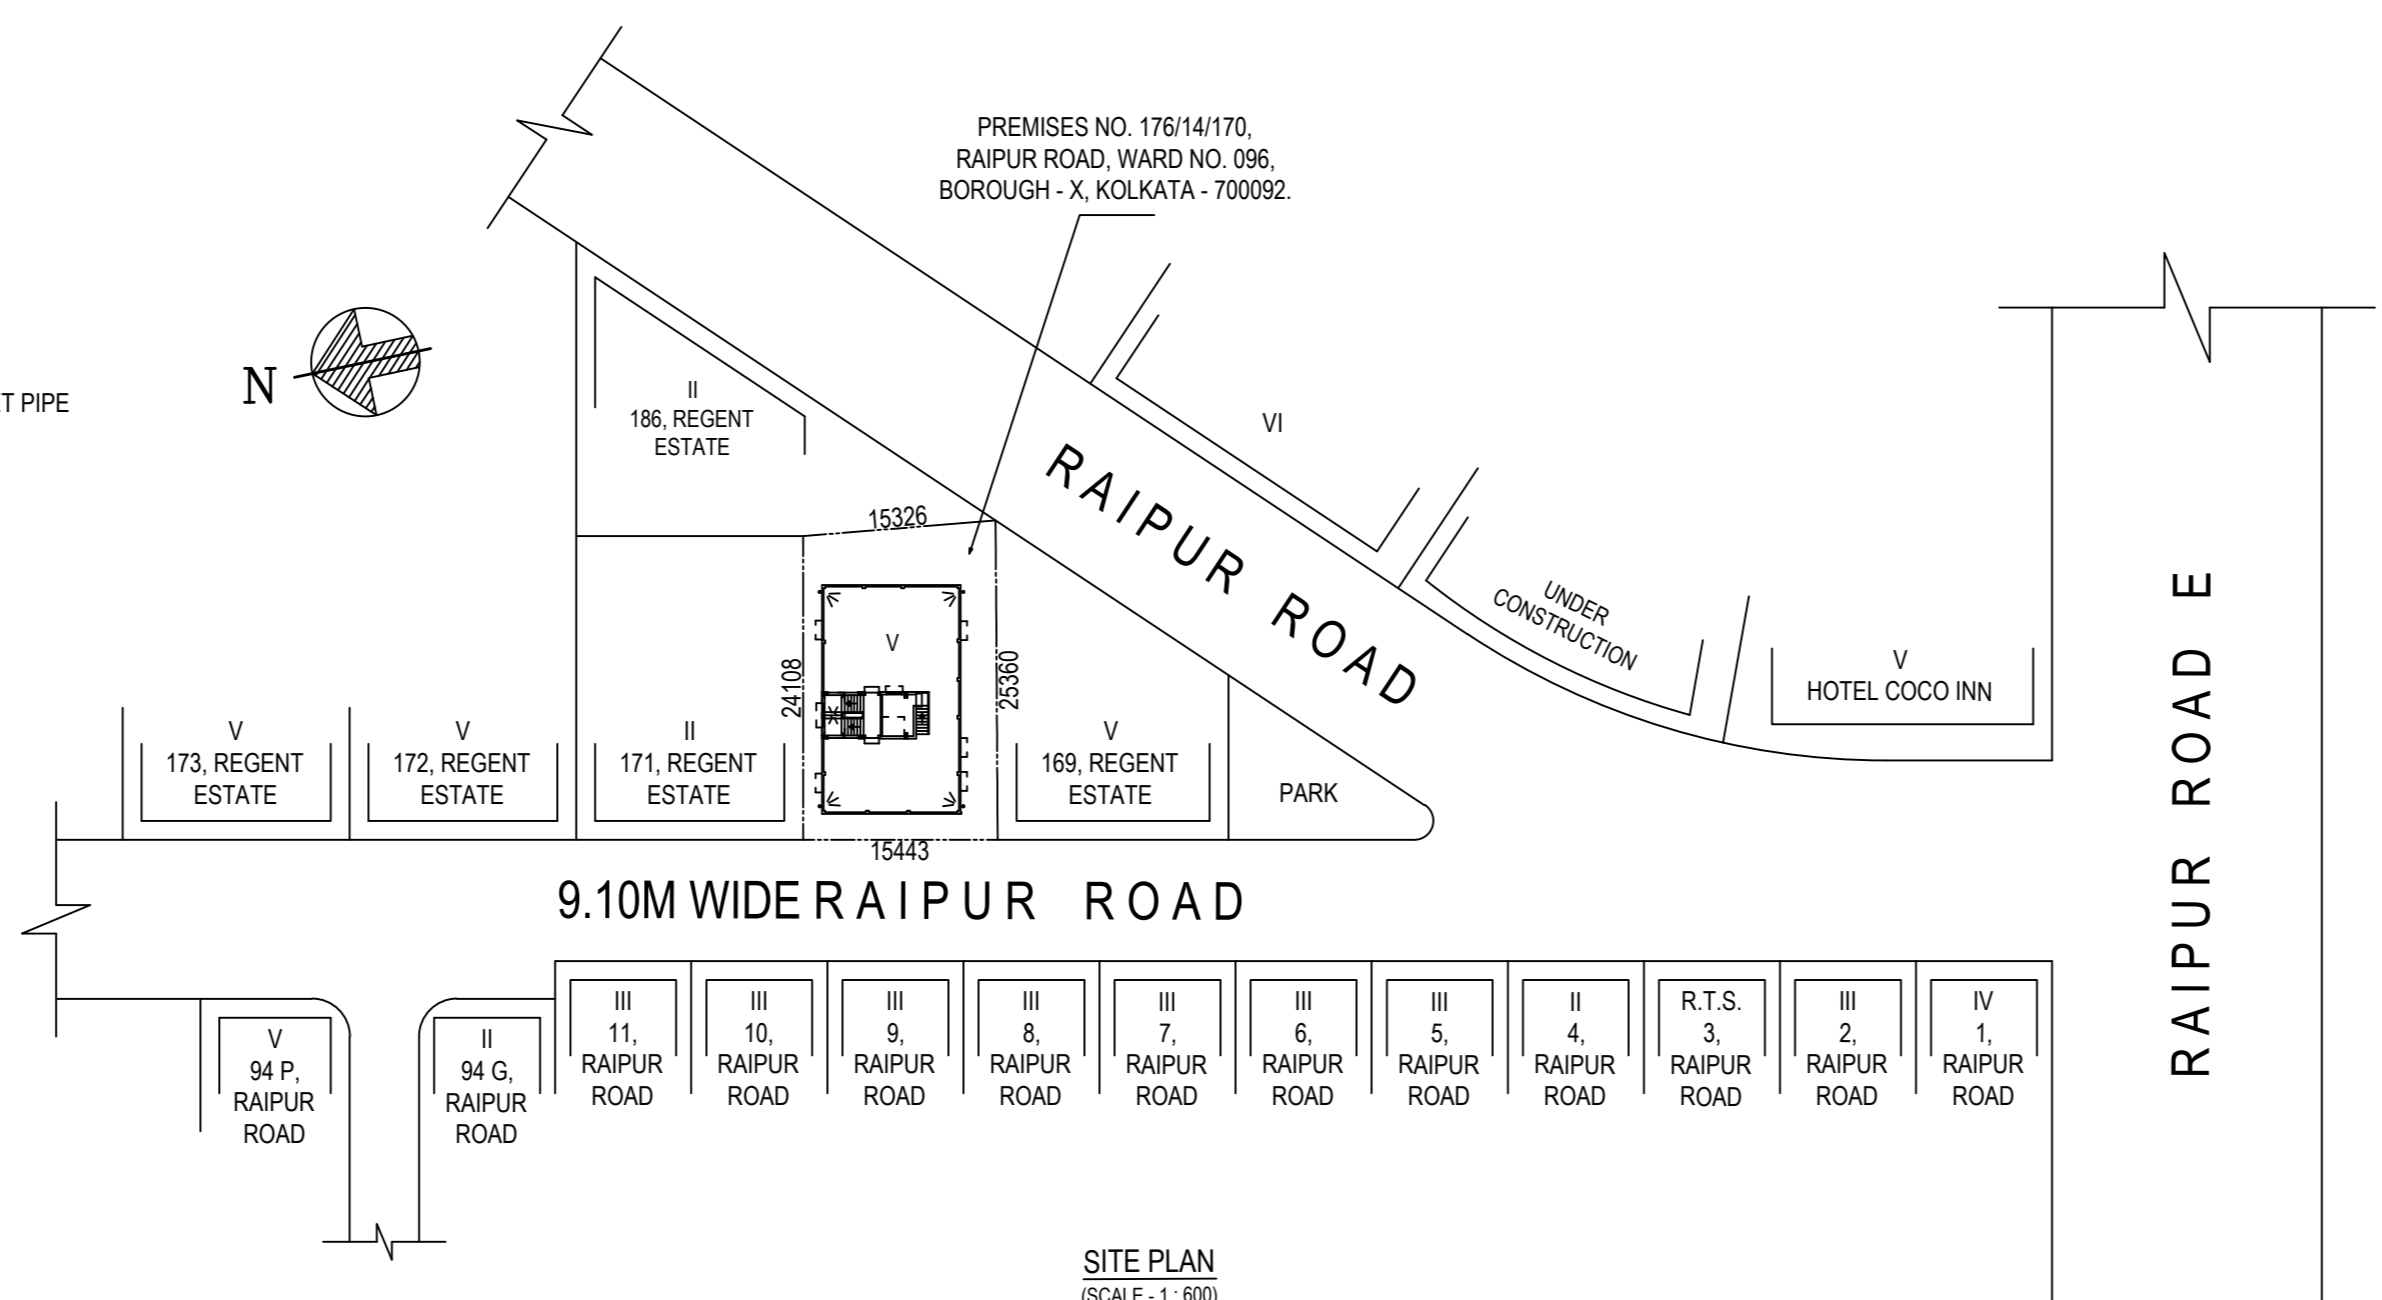 PREMISES NO. 176/14/170,
RAIPUR ROAD, WARD NO. 096,
BOROUGH - X, KOLKATA - 700092.
N
PIPE
II
186, REGENT
ESTATE
VI
RAIPUR ROAD
UNDER
CONSTRUCTION
V
HOTEL COCO INN
RAIPUR ROAD E
15326
24108
V
25360
15443
V
173, REGENT
ESTATE
V
172, REGENT
ESTATE
II
171, REGENT
ESTATE
V
169, REGENT
ESTATE
PARK
9.10M WIDE RAIPUR ROAD
V
94 P,
RAIPUR
ROAD
II
94 G,
RAIPUR
ROAD
III
11,
RAIPUR
ROAD
III
10,
RAIPUR
ROAD
III
9,
RAIPUR
ROAD
III
8,
RAIPUR
ROAD
III
7,
RAIPUR
ROAD
III
6,
RAIPUR
ROAD
III
5,
RAIPUR
ROAD
II
4,
RAIPUR
ROAD
R.T.S.
3,
RAIPUR
ROAD
III
2,
RAIPUR
ROAD
IV
1,
RAIPUR
ROAD
SITE PLAN
(SCALE - 1 : 600)